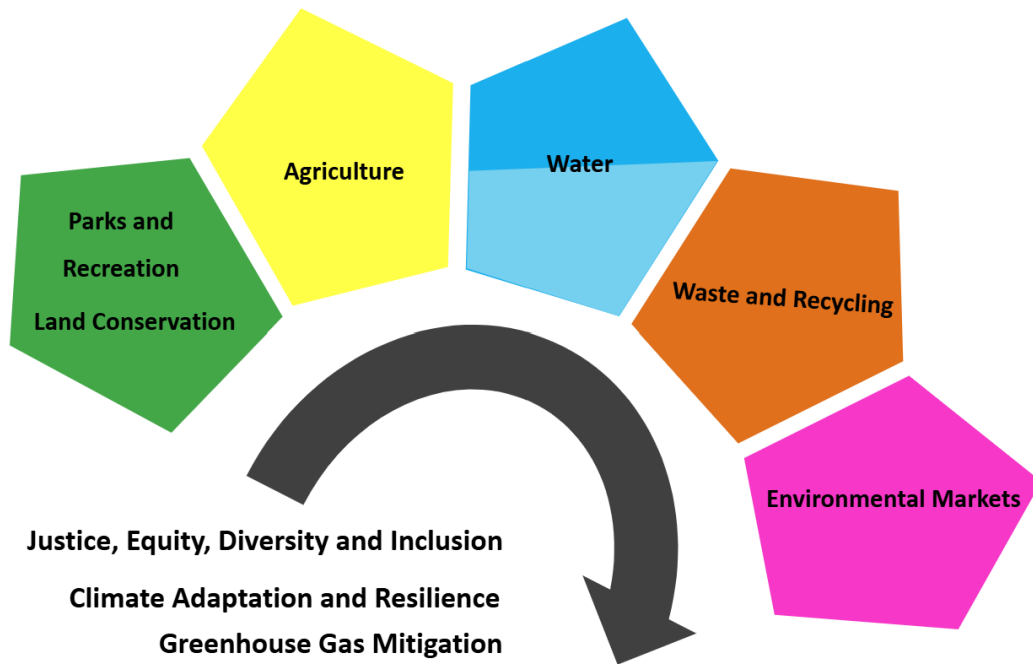 Parks and
Recreation
Land Conservation
Agriculture
Water
Waste and Recycling
Environmental Markets
Justice, Equity, Diversity and Inclusion
Climate Adaptation and Resilience
Greenhouse Gas Mitigation